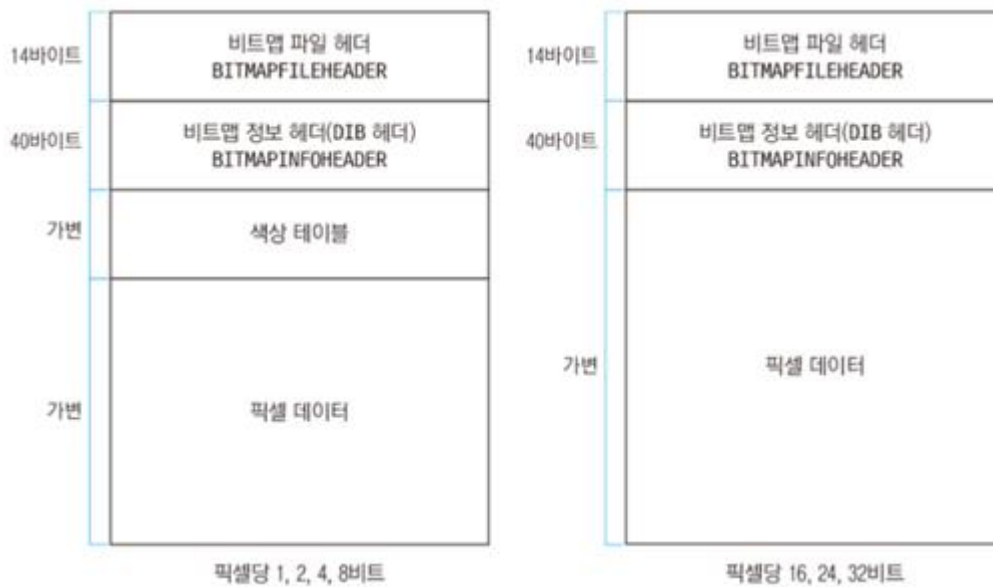 14바이트
비트맵 파일 헤더
BITMAPFILEHEADER
40바이트
비트맵 정보 헤더(DIB 헤더)
BITMAPINFOHEADER
가변
색상 테이블
가변
픽셀 데이터
픽셀당 1, 2, 4, 8비트
14바이트
비트맵 파일 헤더
BITMAPFILEHEADER
40바이트
비트맵 정보 헤더(DIB 헤더)
BITMAPINFOHEADER
가변
픽셀 데이터
픽셀당 16, 24, 32비트